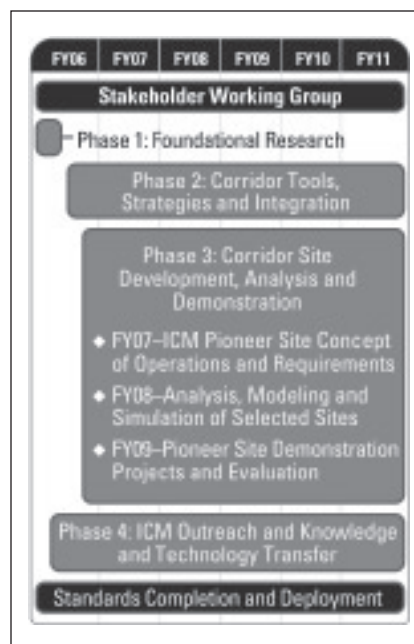 FY06 FY07 FY08 FY09 FY10 FY11
Stakeholder Working Group
Phase 1: Foundational Research
Phase 2: Corridor Tools,
Strategies and Integration
Phase 3: Corridor Site
Development, Analysis and
Demonstration
◆ FY07–ICM Pioneer Site Concept
of Operations and Requirements
◆ FY08–Analysis, Modeling and
Simulation of Selected Sites
◆ FY09–Pioneer Site Demonstration
Projects and Evaluation
Phase 4: ICM Outreach and Knowledge
and Technology Transfer
Standards Completion and Deployment